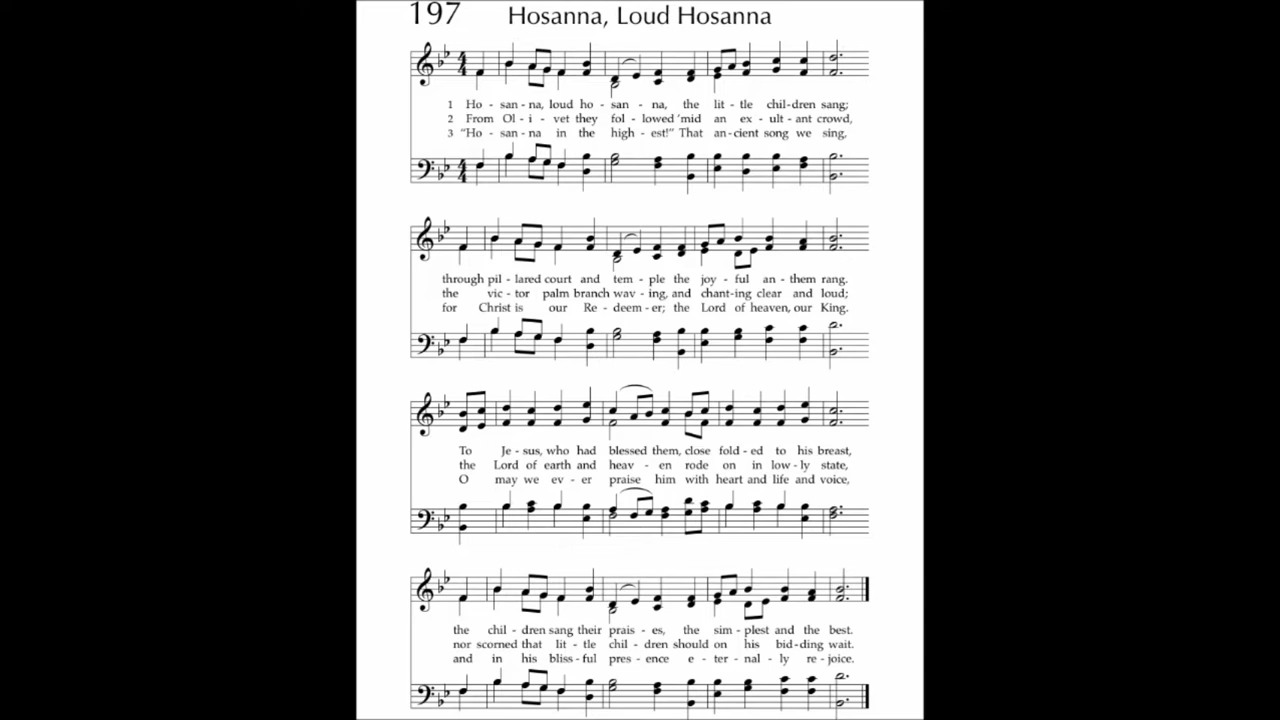 197 Hosanna, Loud Hosanna
1 Ho - san - na, loud ho - san - na, the lit - tle chil - dren sang;
2 From Ol - i - vet they fol - lowed 'mid an ex - ult - ant crowd,
3 "Ho - san - na in the high - est!" That an - cient song we sing,
through pil - lared court and tem - ple the joy - ful an - them rang.
the vic - tor palm branch wav - ing, and chant - ing clear and loud;
for Christ is our Re - deem - er; the Lord of heaven, our King.
To Je - sus, who had blessed them, close fold - ed to his breast,
the Lord of earth and heav - en rode on in low - ly state,
O may we ev - er praise him with heart and life and voice,
the chil - dren sang their prais - es, the sim - plest and the best.
nor scorned that lit - tle chil - dren should on his bid - ding wait.
and in his bliss - ful pres - ence e - ter - nal - ly re - joice.